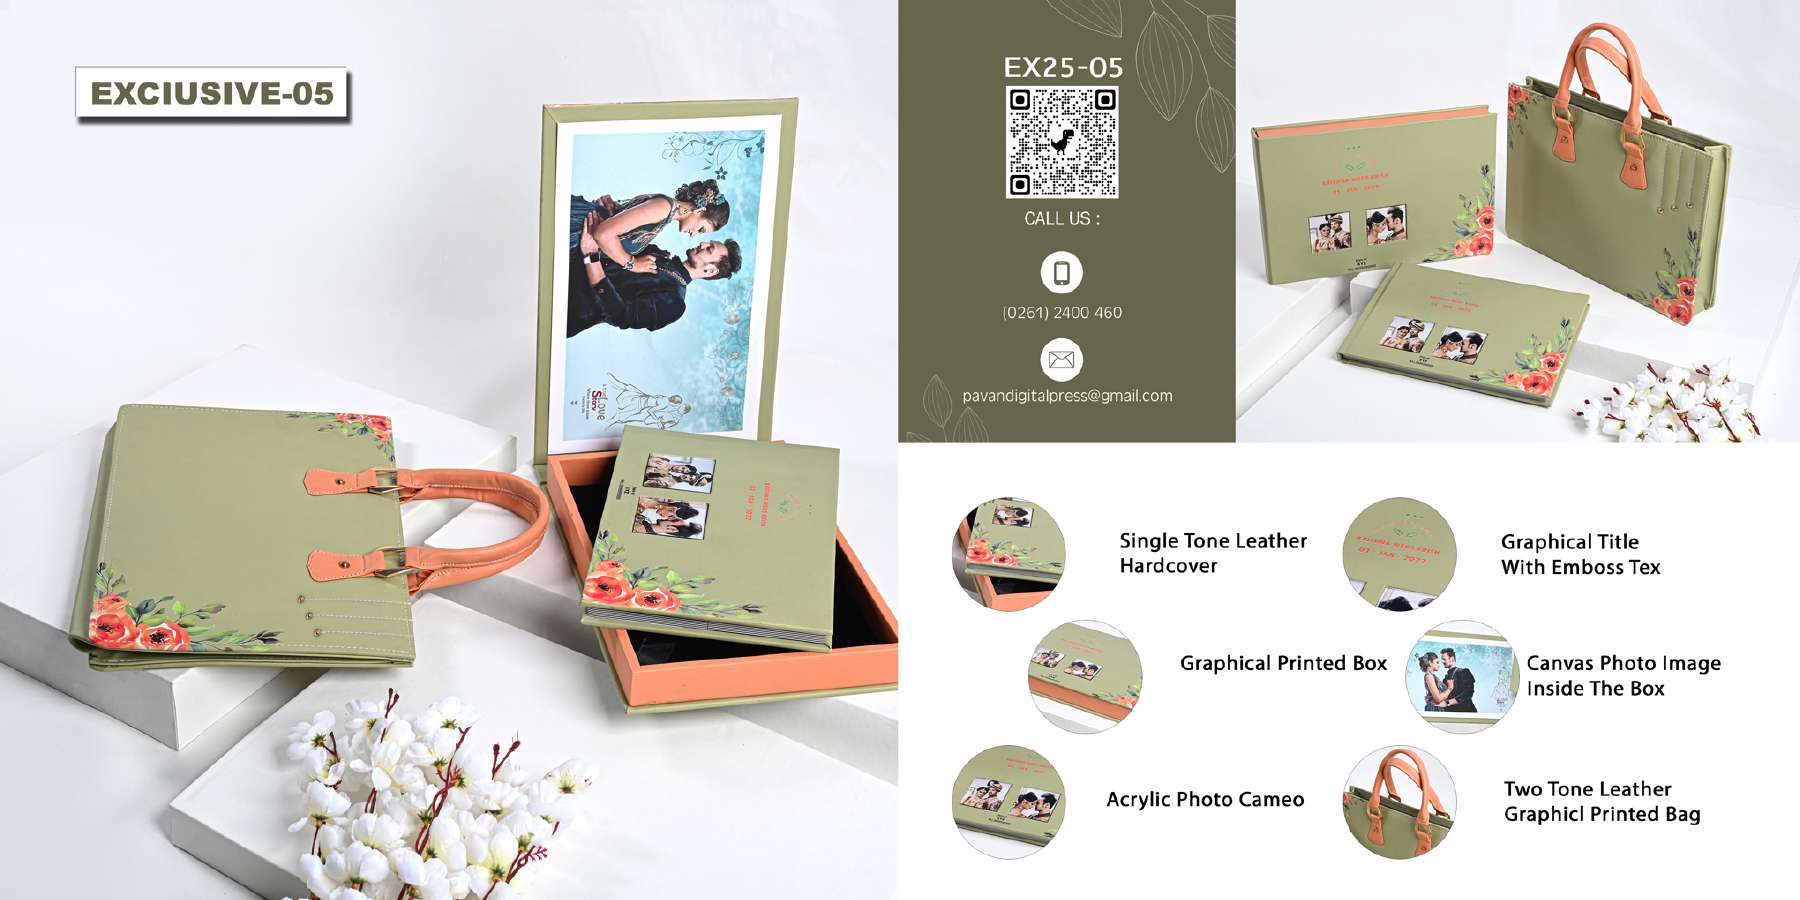 EXCIUSIVE-05
EX25-05
CALL US :
(0261) 2400 460
pavandigitalpress@gmail.com
Single Tone Leather
Hardcover
Graphical Title
With Emboss Tex
Graphical Printed Box
Canvas Photo Image
Inside The Box
Acrylic Photo Cameo
Two Tone Leather
Graphicl Printed Bag
Love
Story